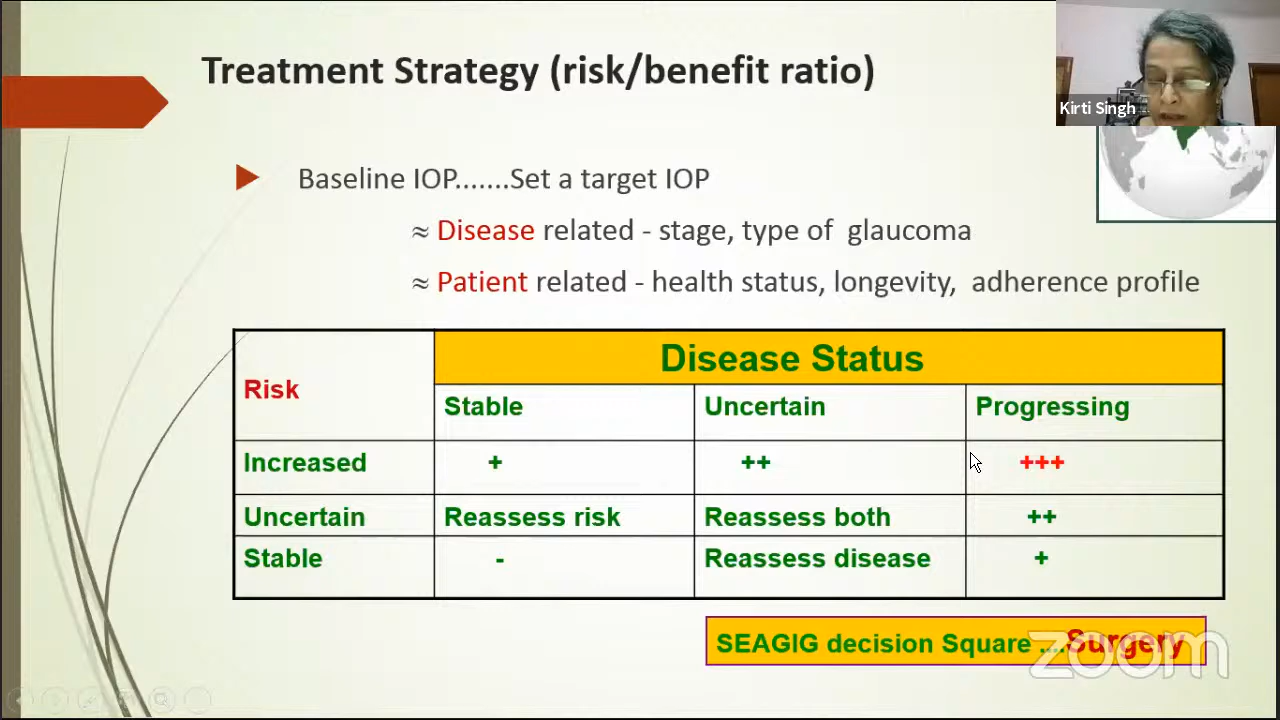 Treatment Strategy (risk/benefit ratio)
Kirti Singh
Baseline IOP.......Set a target IOP
≈ Disease related - stage, type of glaucoma
≈ Patient related - health status, longevity, adherence profile
Risk
Disease Status
Stable Uncertain Progressing
Increased + ++ +++
Uncertain Reassess risk Reassess both ++
Stable - Reassess disease +
SEAGIG decision Square ....Surgery
zoom